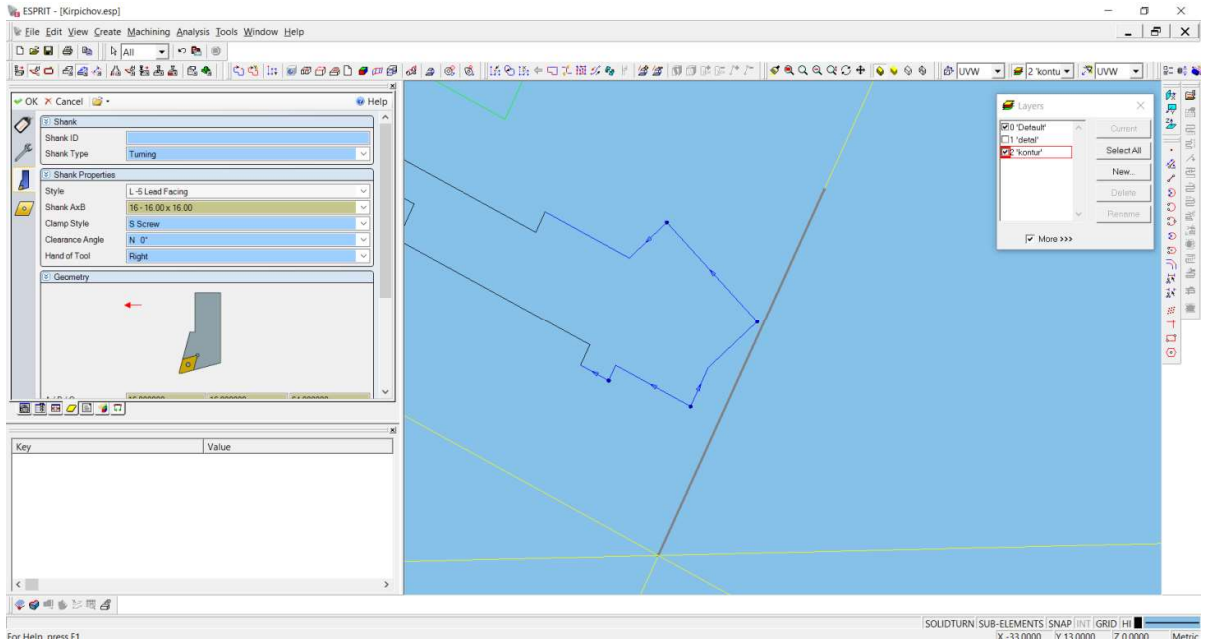 ESPRIT - [Kirpichov.esp]
File Edit View Create Machining Analysis Tools Window Help
All
UVW 2 'kontu UVW
OK Cancel Help
Shank
Shank ID
Shank Type Turning
Shank Properties
Style L -5 Lead Facing
Shank AxB 16 - 16.00 x 16.00
Clamp Style S Screw
Clearance Angle N 0°
Hand of Tool Right
Geometry
Layers
0 'Default' Current
1 'detal'
2 'kontur' Select All
New...
Delete
Rename
More >>>
Key Value
SOLIDTURN SUB-ELEMENTS SNAP INT GRID HI
For Help, press F1 X -33.0000 Y 13.0000 Z 0.0000 Metric